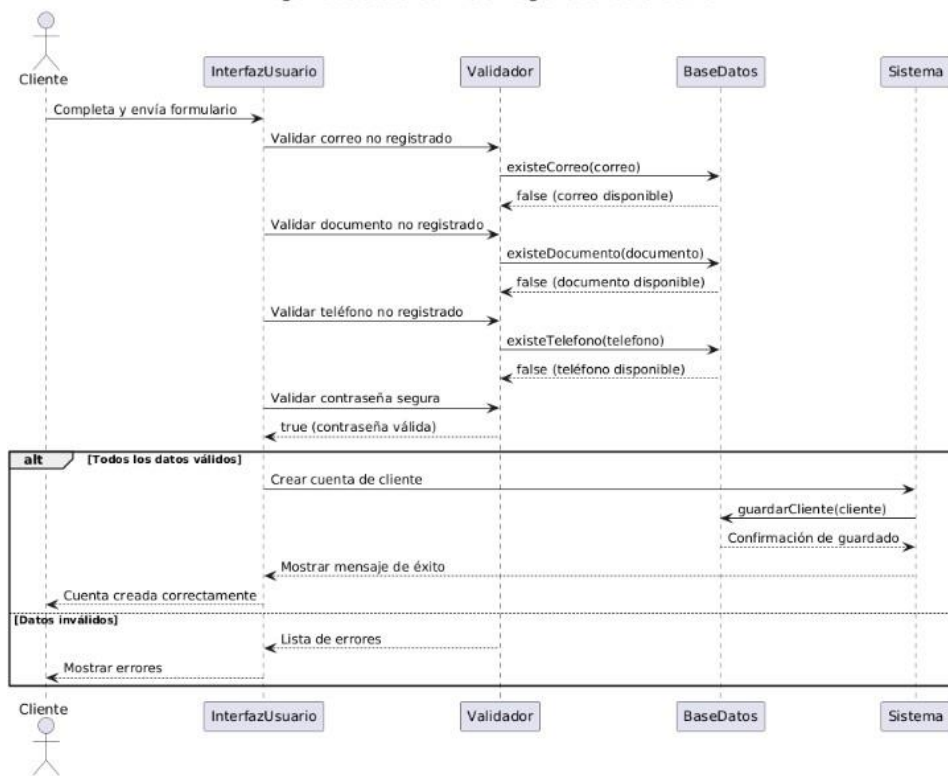 Cliente
InterfazUsuario
Validador
BaseDatos
Sistema
Completa y envía formulario
Validar correo no registrado
existeCorreo(correo)
false (correo disponible)
Validar documento no registrado
existeDocumento(documento)
false (documento disponible)
Validar teléfono no registrado
existeTelefono(telefono)
false (teléfono disponible)
Validar contraseña segura
true (contraseña válida)
alt [Todos los datos válidos]
Crear cuenta de cliente
guardarCliente(cliente)
Confirmación de guardado
Mostrar mensaje de éxito
Cuenta creada correctamente
[Datos inválidos]
Lista de errores
Mostrar errores
Cliente
InterfazUsuario
Validador
BaseDatos
Sistema